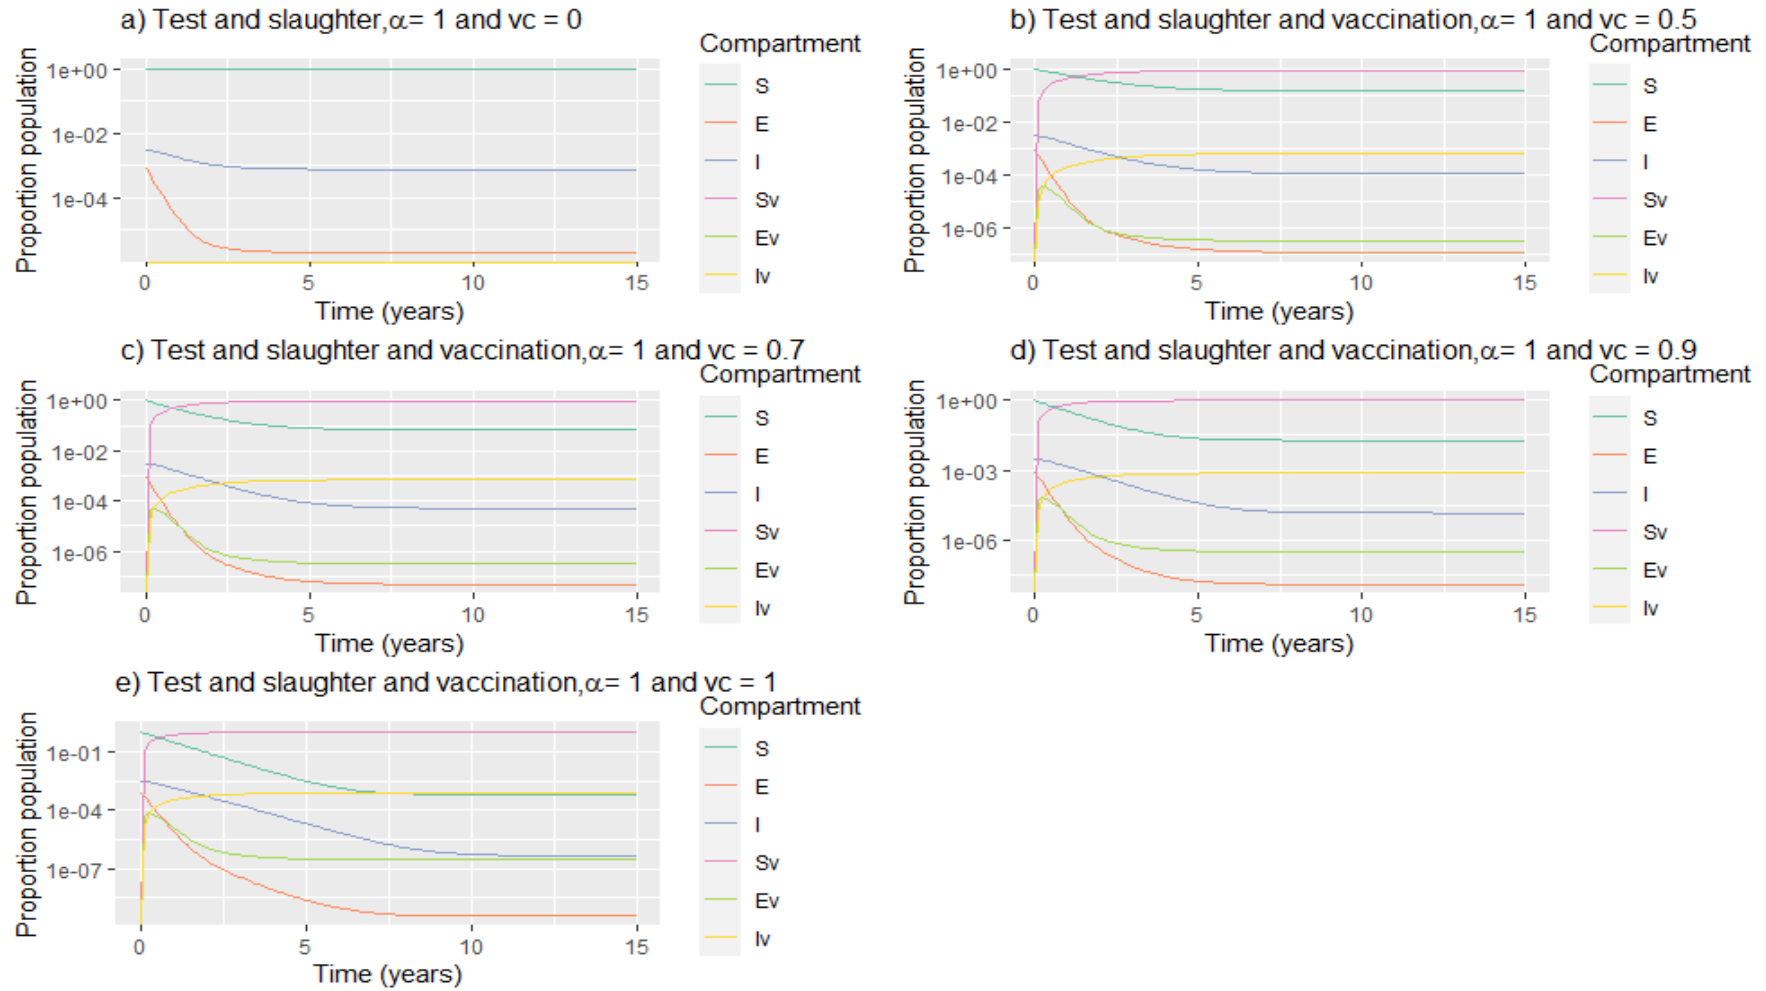 a) Test and slaughter,α= 1 and vc = 0
Compartment
S
E
I
Sv
Ev
Iv
Proportion population
1e+00
1e-02
1e-04
0 5 10 15
Time (years)
b) Test and slaughter and vaccination,α= 1 and vc = 0.5
Compartment
S
E
I
Sv
Ev
Iv
Proportion population
1e+00
1e-02
1e-04
1e-06
0 5 10 15
Time (years)
c) Test and slaughter and vaccination,α= 1 and vc = 0.7
Compartment
S
E
I
Sv
Ev
Iv
Proportion population
1e+00
1e-02
1e-04
1e-06
0 5 10 15
Time (years)
d) Test and slaughter and vaccination,α= 1 and vc = 0.9
Compartment
S
E
I
Sv
Ev
Iv
Proportion population
1e+00
1e-03
1e-06
0 5 10 15
Time (years)
e) Test and slaughter and vaccination,α= 1 and vc = 1
Compartment
S
E
I
Sv
Ev
Iv
Proportion population
1e-01
1e-04
1e-07
0 5 10 15
Time (years)